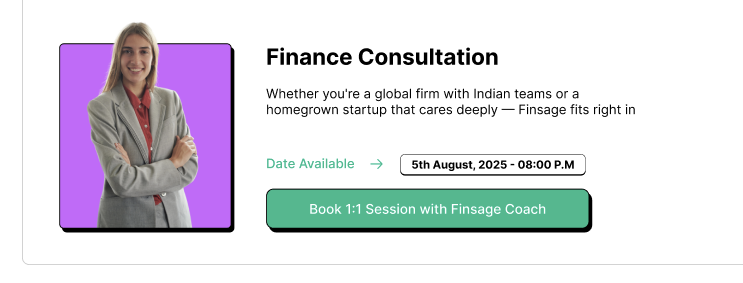 Finance Consultation
Whether you're a global firm with Indian teams or a
homegrown startup that cares deeply — Finsage fits right in
Date Available → 5th August, 2025 - 08:00 P.M
Book 1:1 Session with Finsage Coach